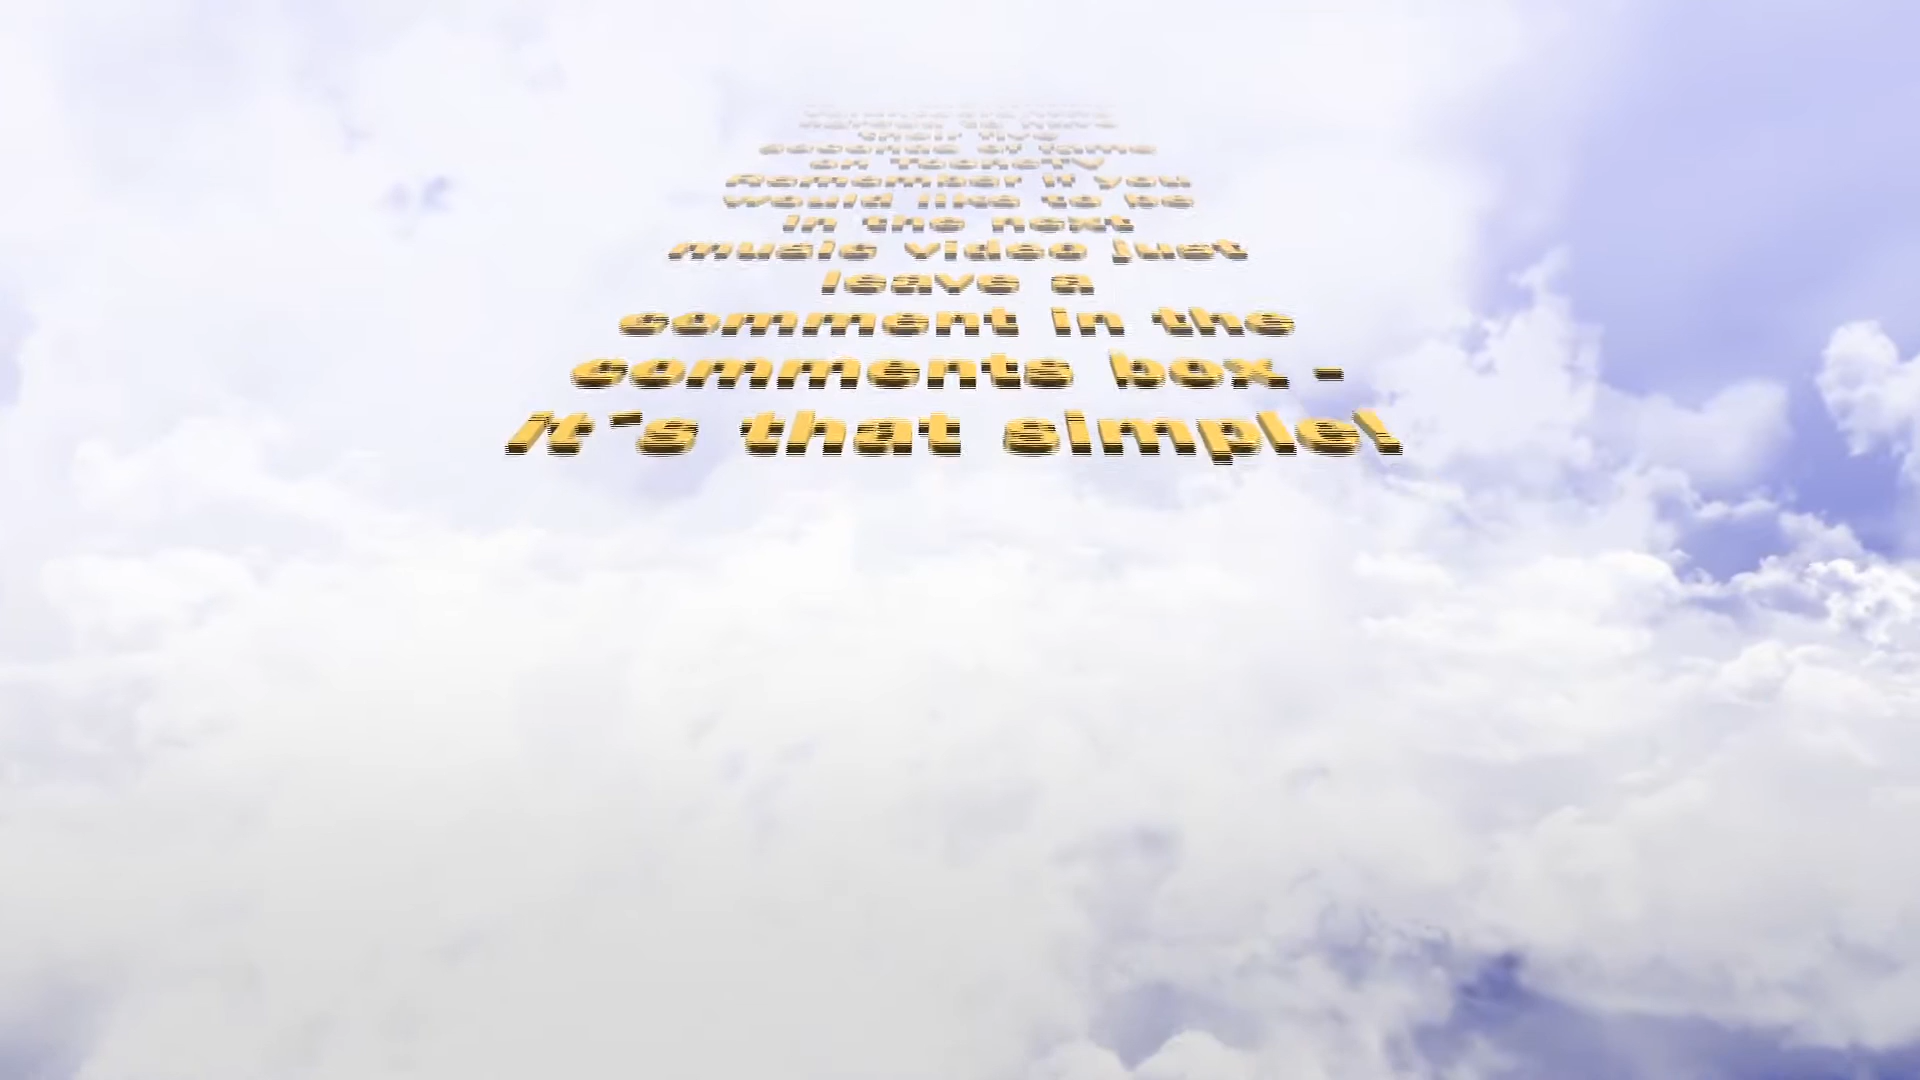 their five
seconds of fame
on TooneTV
Remember if you
would like to be
in the next
music video just
leave a
comment in the
comments box -
it´s that simple!